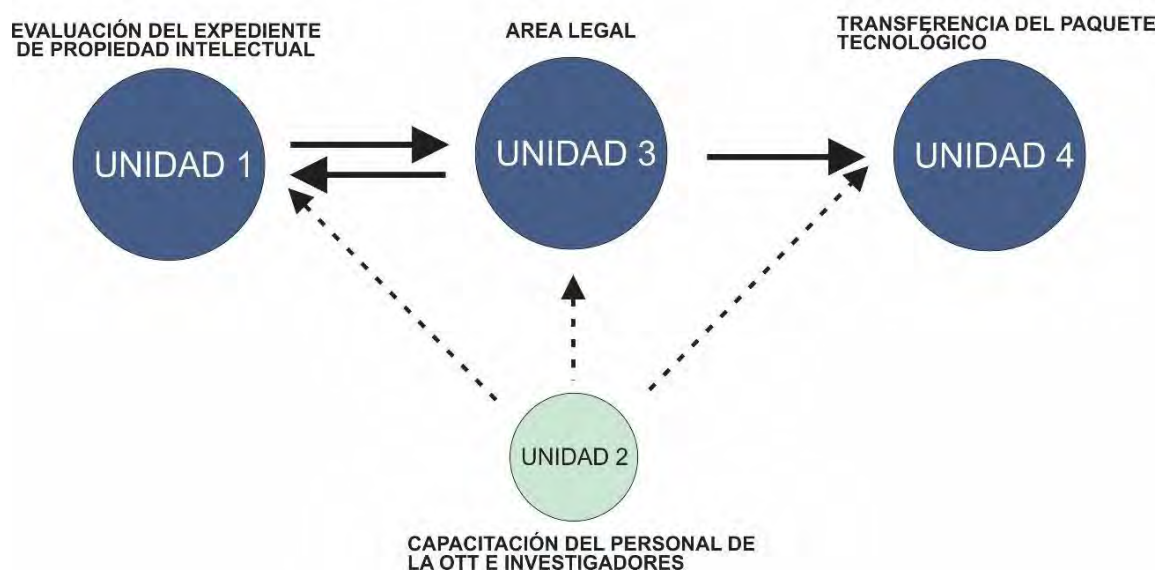 EVALUACIÓN DEL EXPEDIENTE
DE PROPIEDAD INTELECTUAL
AREA LEGAL
TRANSFERENCIA DEL PAQUETE
TECNOLÓGICO
UNIDAD 1
UNIDAD 3
UNIDAD 4
UNIDAD 2
CAPACITACIÓN DEL PERSONAL DE
LA OTT E INVESTIGADORES